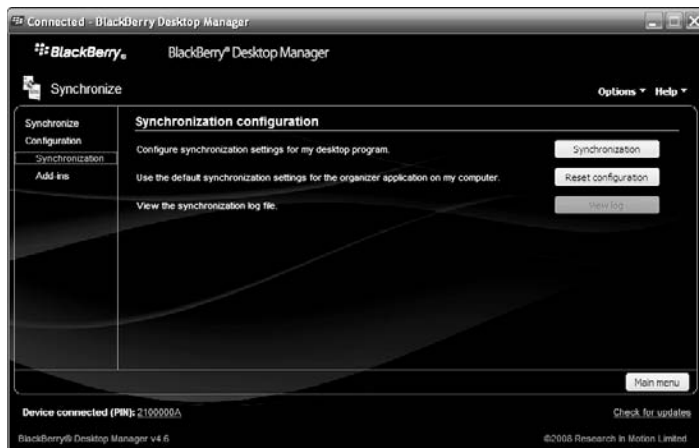 Connected - BlackBerry Desktop Manager
BlackBerry® BlackBerry® Desktop Manager
Synchronize
Options Help
Synchronize
Configuration
Synchronization
Add-ins
Synchronization configuration
Configure synchronization settings for my desktop program.
Synchronization
Use the default synchronization settings for the organizer application on my computer.
Reset configuration
View the synchronization log file.
View log
Main menu
Device connected (PIN): 2100000A
Check for updates
BlackBerry® Desktop Manager v4.6
©2008 Research In Motion Limited